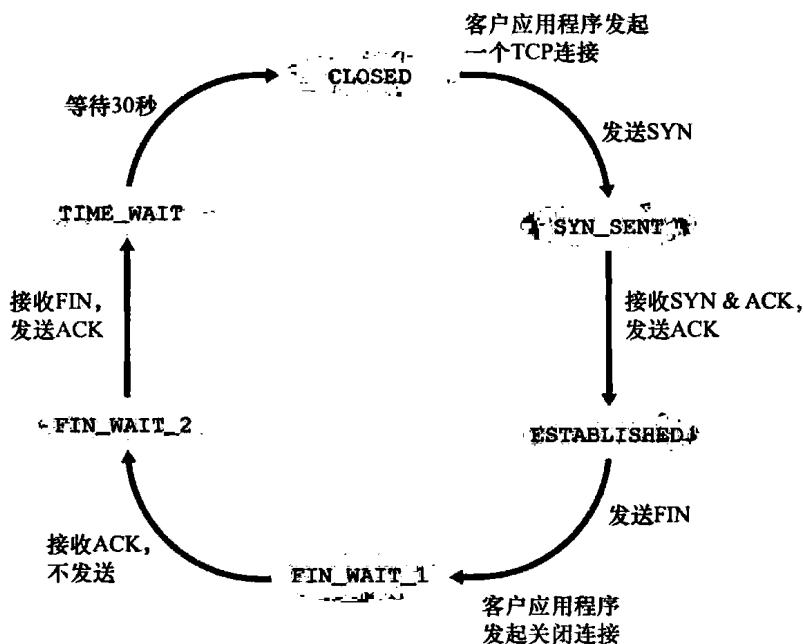 客户应用程序发起
一个TCP连接
CLOSED
等待30秒
发送SYN
TIME_WAIT
SYN_SENT
接收FIN,
发送ACK
接收SYN & ACK,
发送ACK
FIN_WAIT_2
ESTABLISHED
发送FIN
接收ACK,
不发送
FIN_WAIT_1
客户应用程序
发起关闭连接